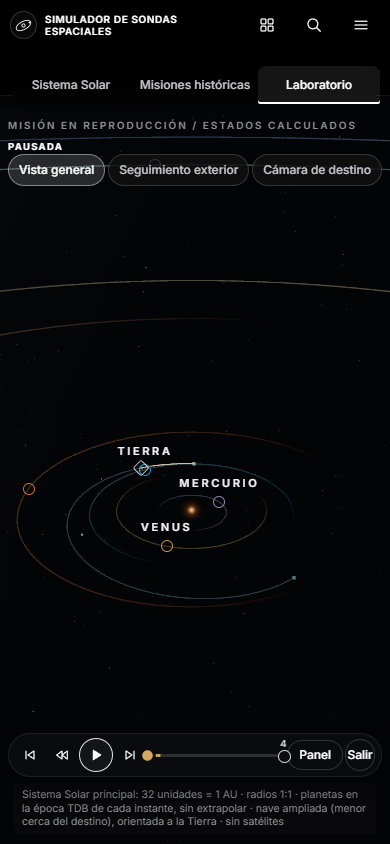 SIMULADOR DE SONDAS
ESPACIALES
Sistema Solar
Misiones históricas
Laboratorio
MISIÓN EN REPRODUCCIÓN / ESTADOS CALCULADOS
PAUSADA
Vista general
Seguimiento exterior
Cámara de destino
TIERRA
MERCURIO
VENUS
4
Panel
Salir
Sistema Solar principal: 32 unidades = 1 AU · radios 1:1 · planetas en
la época TDB de cada instante, sin extrapolar · nave ampliada (menor
cerca del destino), orientada a la Tierra · sin satélites